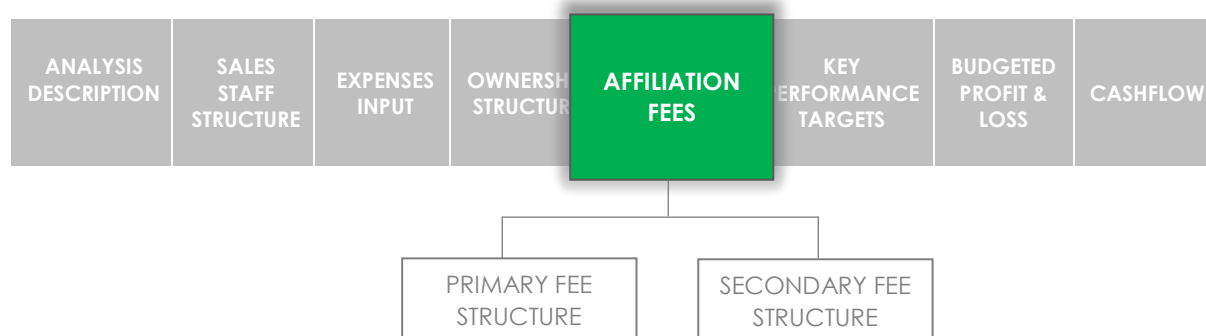 ANALYSIS
DESCRIPTION
SALES
STAFF
STRUCTURE
EXPENSES
INPUT
OWNERSH
STRUCTUR
AFFILIATION
FEES
KEY
ERFORMANCE
TARGETS
BUDGETED
PROFIT &
LOSS
CASHFLOW
PRIMARY FEE
STRUCTURE
SECONDARY FEE
STRUCTURE